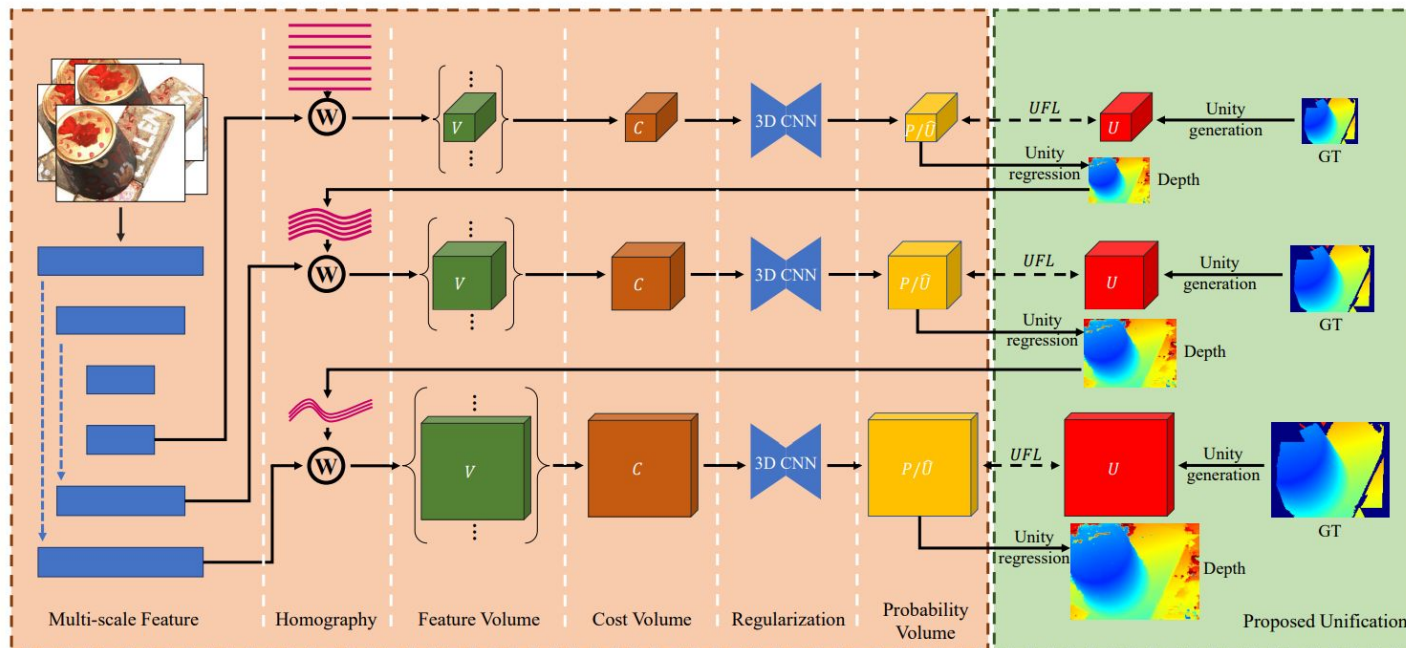 W
V
C
3D CNN
P/Û
UFL
U
Unity
generation
GT
Unity
regression
Depth
W
V
C
3D CNN
P/Û
UFL
U
Unity
generation
GT
Unity
regression
Depth
W
V
C
3D CNN
P/Û
UFL
U
Unity
generation
GT
Unity
regression
Depth
Multi-scale Feature
Homography
Feature Volume
Cost Volume
Regularization
Probability
Volume
Proposed Unification